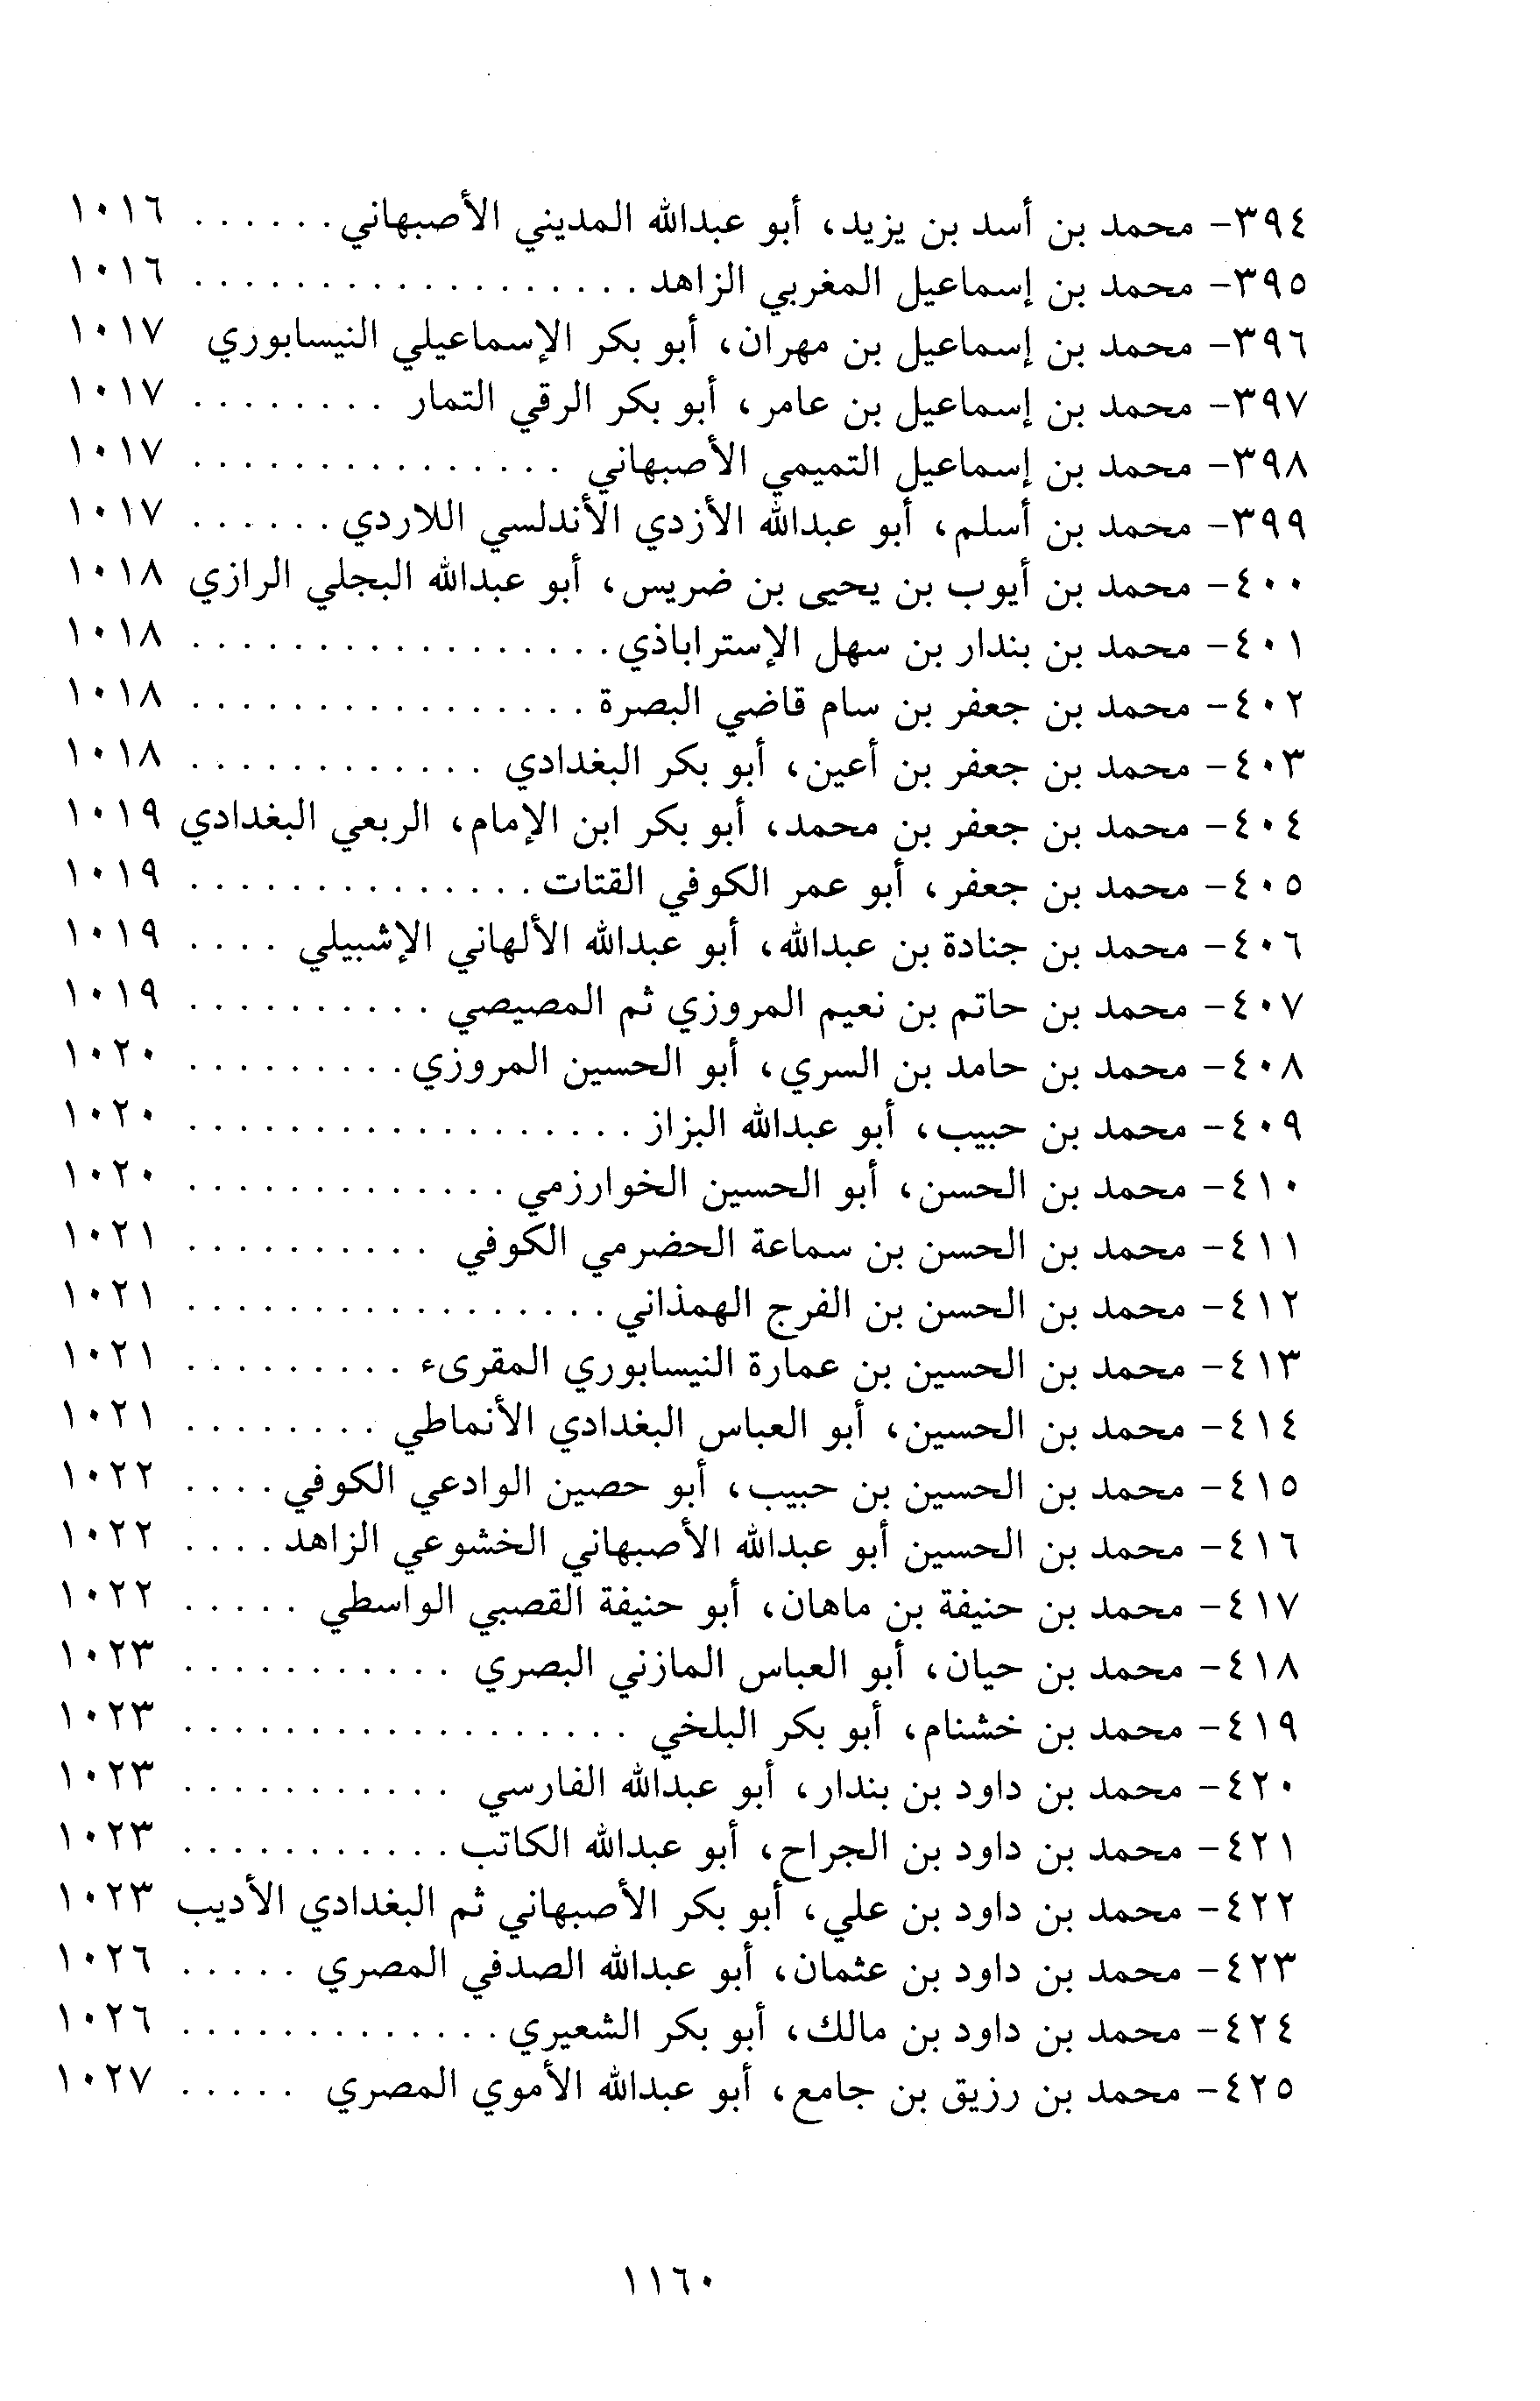 ٣٩٤- محمد بن أسد بن يزيد، أبو عبدالله المديني الأصبهاني . . . . . . ١٠١٦
٣٩٥- محمد بن إسماعيل المغربي الزاهد . . . . . . . . . . . . . . . . . . ١٠١٦
٣٩٦- محمد بن إسماعيل بن مهران، أبو بكر الإسماعيلي النيسابوري ١٠١٧
٣٩٧- محمد بن إسماعيل بن عامر، أبو بكر الرقي التمار . . . . . . . . ١٠١٧
٣٩٨- محمد بن إسماعيل التميمي الأصبهاني . . . . . . . . . . . . . . . ١٠١٧
٣٩٩- محمد بن أسلم، أبو عبدالله الأزدي الأندلسي اللاردي . . . . . . ١٠١٧
٤٠٠- محمد بن أيوب بن يحيى بن ضريس، أبو عبدالله البجلي الرازي ١٠١٨
٤٠١- محمد بن بندار بن سهل الإستراباذي . . . . . . . . . . . . . . . . . ١٠١٨
٤٠٢- محمد بن جعفر بن سام قاضي البصرة . . . . . . . . . . . . . . . . ١٠١٨
٤٠٣- محمد بن جعفر بن أعين، أبو بكر البغدادي . . . . . . . . . . . . ١٠١٨
٤٠٤- محمد بن جعفر بن محمد، أبو بكر ابن الإمام، الربعي البغدادي ١٠١٩
٤٠٥- محمد بن جعفر، أبو عمر الكوفي القتات . . . . . . . . . . . . . . ١٠١٩
٤٠٦- محمد بن جنادة بن عبدالله، أبو عبدالله الألهاني الإشبيلي . . . . ١٠١٩
٤٠٧- محمد بن حاتم بن نعيم المروزي ثم المصيصي . . . . . . . . . . ١٠١٩
٤٠٨- محمد بن حامد بن السري، أبو الحسين المروزي . . . . . . . . . ١٠٢٠
٤٠٩- محمد بن حبيب، أبو عبدالله البزاز . . . . . . . . . . . . . . . . . . ١٠٢٠
٤١٠- محمد بن الحسن، أبو الحسين الخوارزمي . . . . . . . . . . . . . ١٠٢٠
٤١١- محمد بن الحسن بن سماعة الحضرمي الكوفي . . . . . . . . . . ١٠٢١
٤١٢- محمد بن الحسن بن الفرج الهمذاني . . . . . . . . . . . . . . . . . ١٠٢١
٤١٣- محمد بن الحسين بن عمارة النيسابوري المقرىء . . . . . . . . . ١٠٢١
٤١٤- محمد بن الحسين، أبو العباس البغدادي الأنماطي . . . . . . . . ١٠٢١
٤١٥- محمد بن الحسين بن حبيب، أبو حصين الوادعي الكوفي . . . . ١٠٢٢
٤١٦- محمد بن الحسين أبو عبدالله الأصبهاني الخشوعي الزاهد . . . . ١٠٢٢
٤١٧- محمد بن حنيفة بن ماهان، أبو حنيفة القصبي الواسطي . . . . . ١٠٢٢
٤١٨- محمد بن حيان، أبو العباس المازني البصري . . . . . . . . . . . ١٠٢٣
٤١٩- محمد بن خشنام، أبو بكر البلخي . . . . . . . . . . . . . . . . . . ١٠٢٣
٤٢٠- محمد بن داود بن بندار، أبو عبدالله الفارسي . . . . . . . . . . . ١٠٢٣
٤٢١- محمد بن داود بن الجراح، أبو عبدالله الكاتب . . . . . . . . . . . ١٠٢٣
٤٢٢- محمد بن داود بن علي، أبو بكر الأصبهاني ثم البغدادي الأديب ١٠٢٣
٤٢٣- محمد بن داود بن عثمان، أبو عبدالله الصدفي المصري . . . . . ١٠٢٦
٤٢٤- محمد بن داود بن مالك، أبو بكر الشعيري . . . . . . . . . . . . . ١٠٢٦
٤٢٥- محمد بن رزيق بن جامع، أبو عبدالله الأموي المصري . . . . . ١٠٢٧
١١٦٠